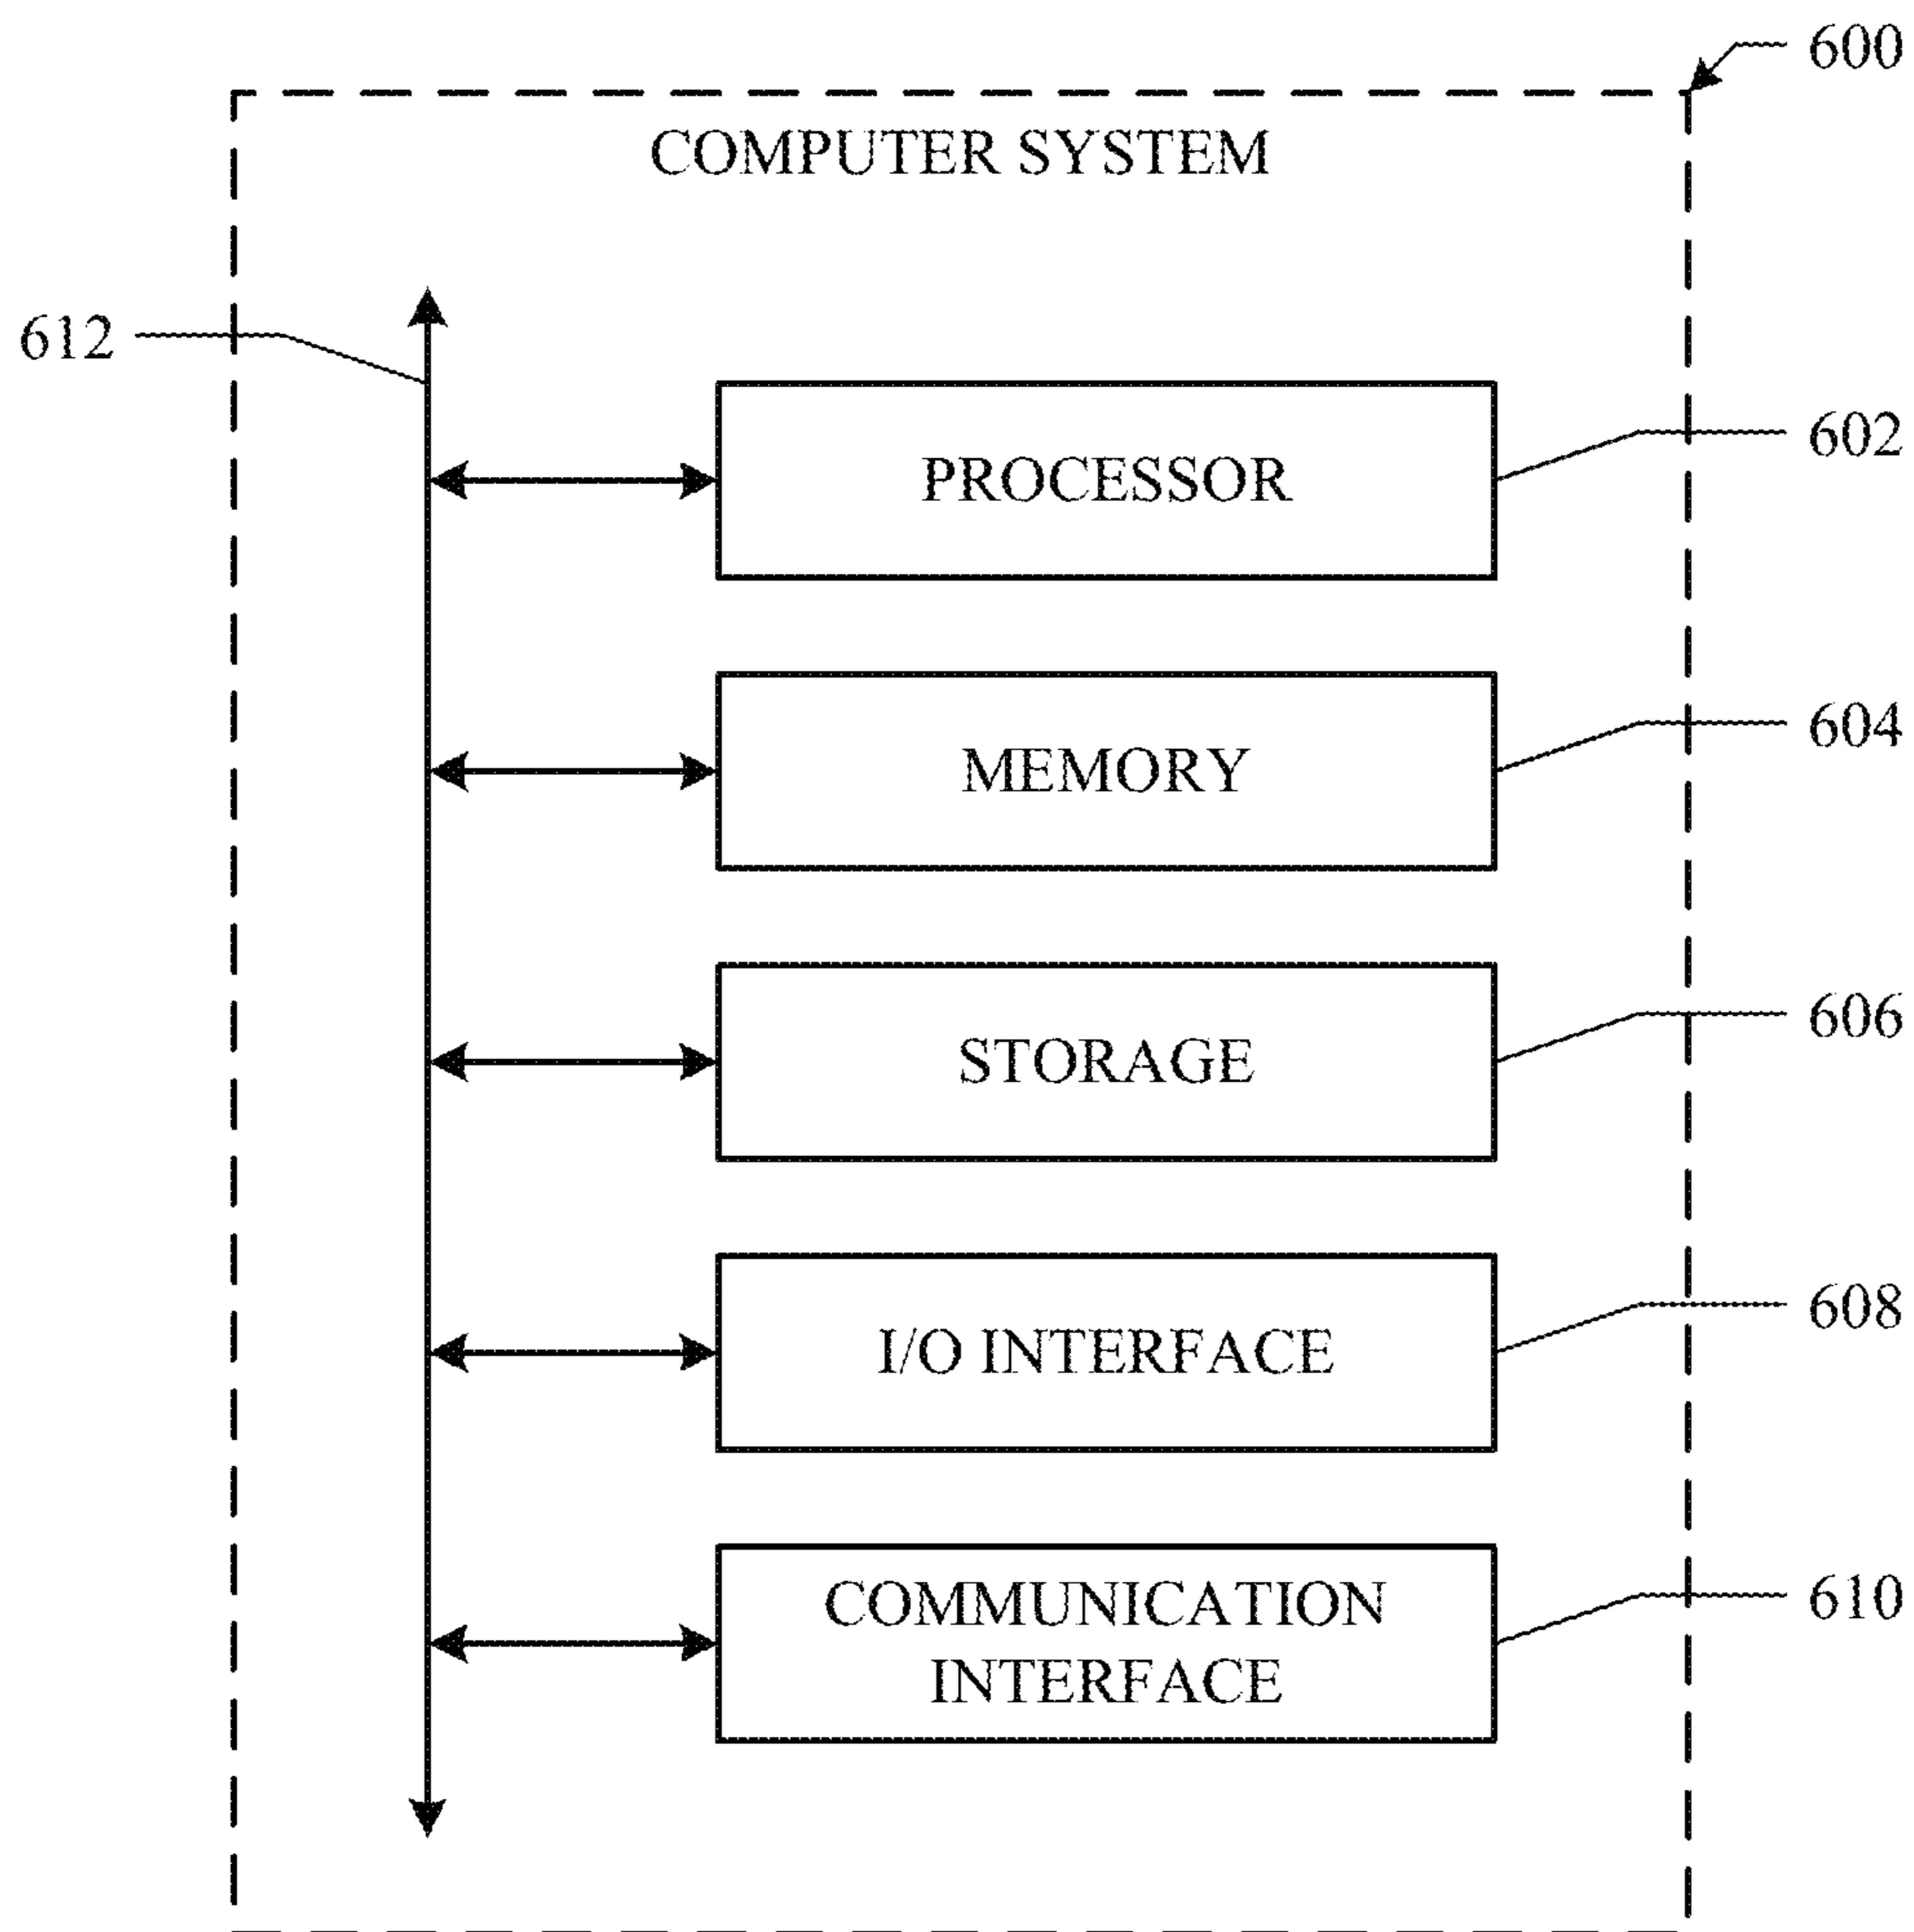 600
COMPUTER SYSTEM
612
602
PROCESSOR
604
MEMORY
606
STORAGE
608
I/O INTERFACE
610
COMMUNICATION
INTERFACE